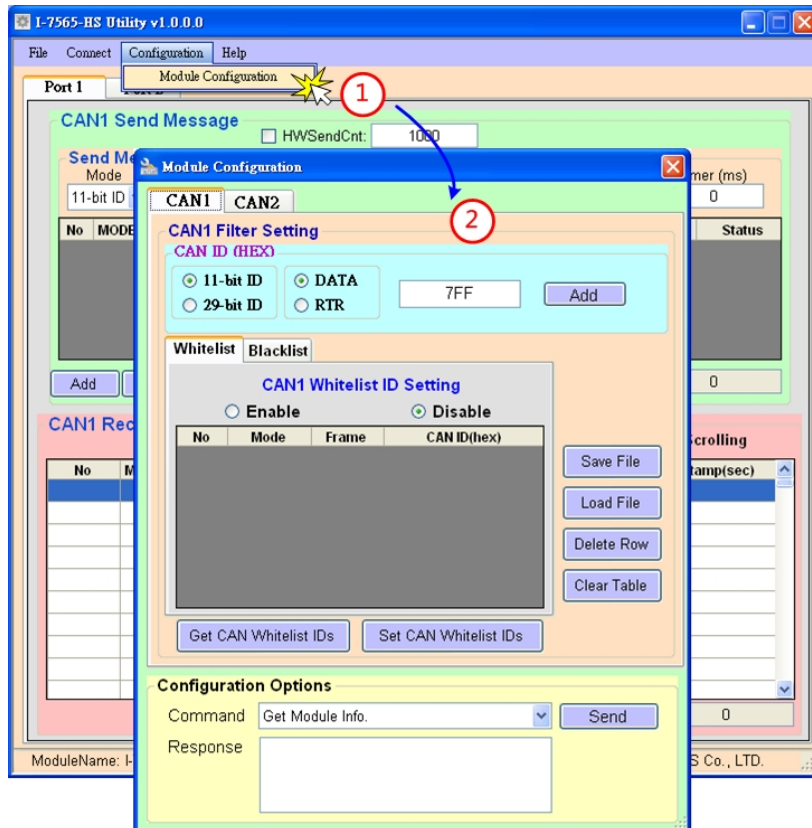 I-7565-HS Utility v1.0.0.0
File Connect Configuration Help
Module Configuration
Port 1
1
CAN1 Send Message
HWSendCnt: 1000
Send Me
Mode
mer (ms)
11-bit ID
0
No MODE
Status
Add
0
CAN1 Rec
crolling
No M
tamp(sec)
0
ModuleName: I-
S Co., LTD.
Module Configuration
CAN1 CAN2
2
CAN1 Filter Setting
CAN ID (HEX)
11-bit ID DATA
7FF Add
29-bit ID RTR
Whitelist Blacklist
CAN1 Whitelist ID Setting
Enable Disable
No Mode Frame CAN ID(hex)
Save File
Load File
Delete Row
Clear Table
Get CAN Whitelist IDs Set CAN Whitelist IDs
Configuration Options
Command Get Module Info. Send
Response